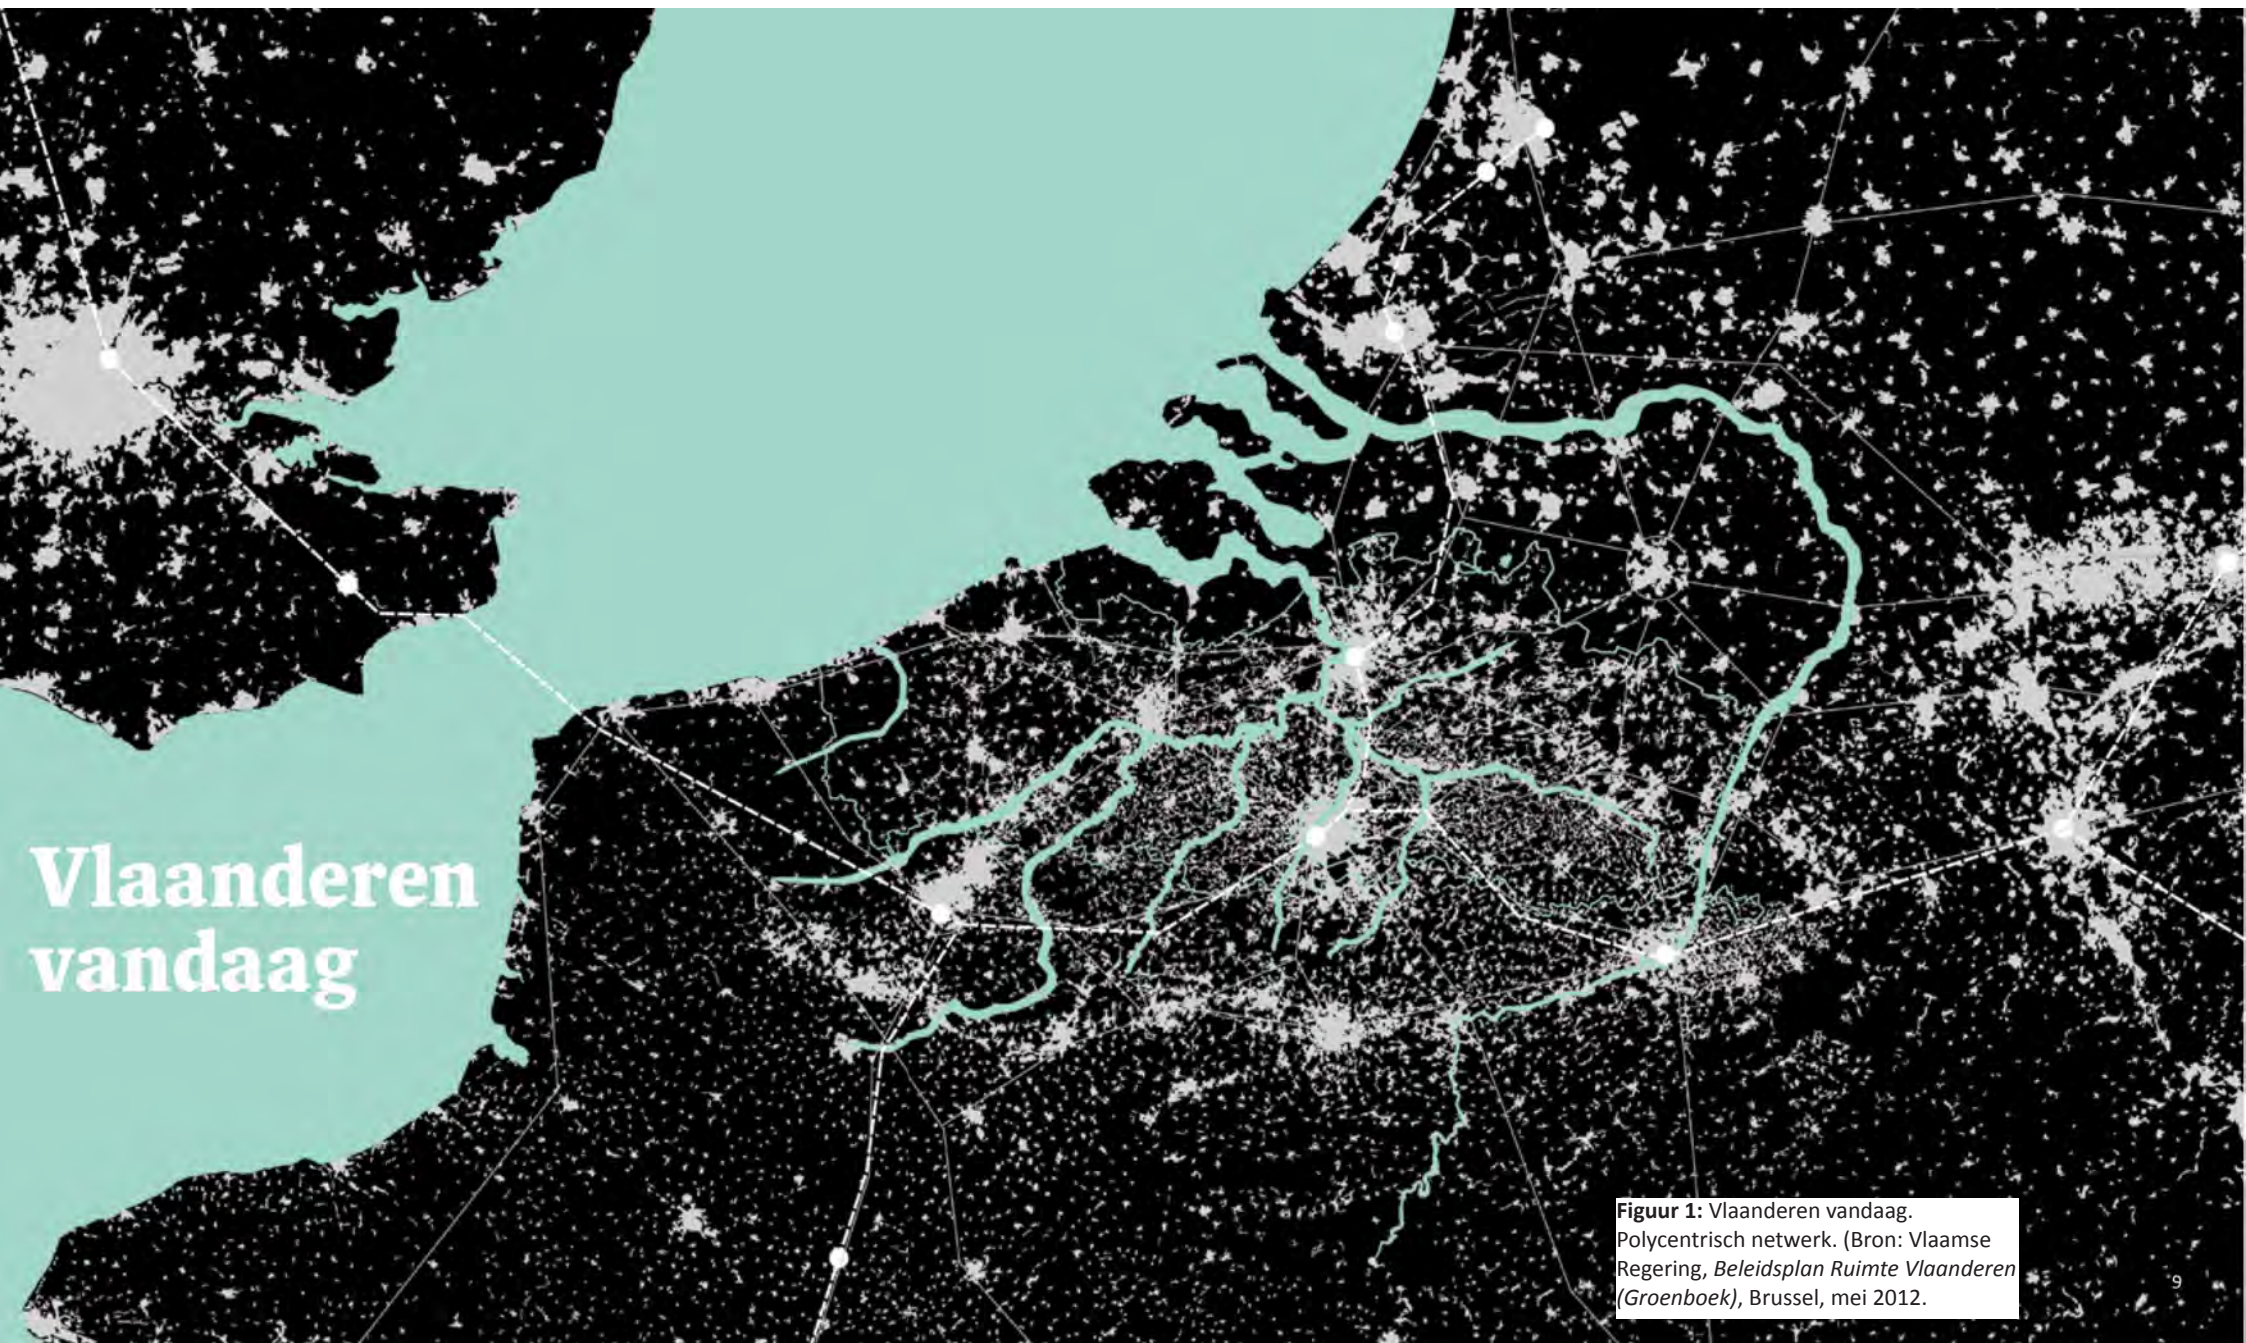 Vlaanderen
vandaag
Figuur 1: Vlaanderen vandaag.
Polycentrisch netwerk. (Bron: Vlaamse
Regering, Beleidsplan Ruimte Vlaanderen
(Groenboek), Brussel, mei 2012.
9